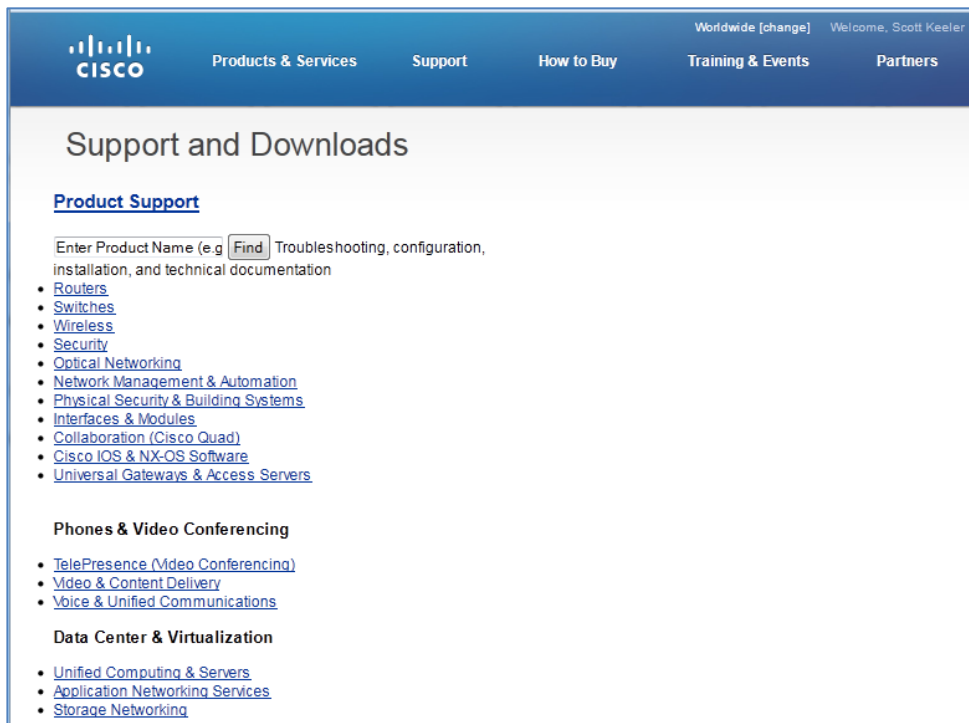 Worldwide [change] Welcome, Scott Keeler
CISCO
Products & Services Support How to Buy Training & Events Partners
Support and Downloads
Product Support
Enter Product Name (e.g Find Troubleshooting, configuration,
installation, and technical documentation
Routers
Switches
Wireless
Security
Optical Networking
Network Management & Automation
Physical Security & Building Systems
Interfaces & Modules
Collaboration (Cisco Quad)
Cisco IOS & NX-OS Software
Universal Gateways & Access Servers
Phones & Video Conferencing
TelePresence (Video Conferencing)
Video & Content Delivery
Voice & Unified Communications
Data Center & Virtualization
Unified Computing & Servers
Application Networking Services
Storage Networking